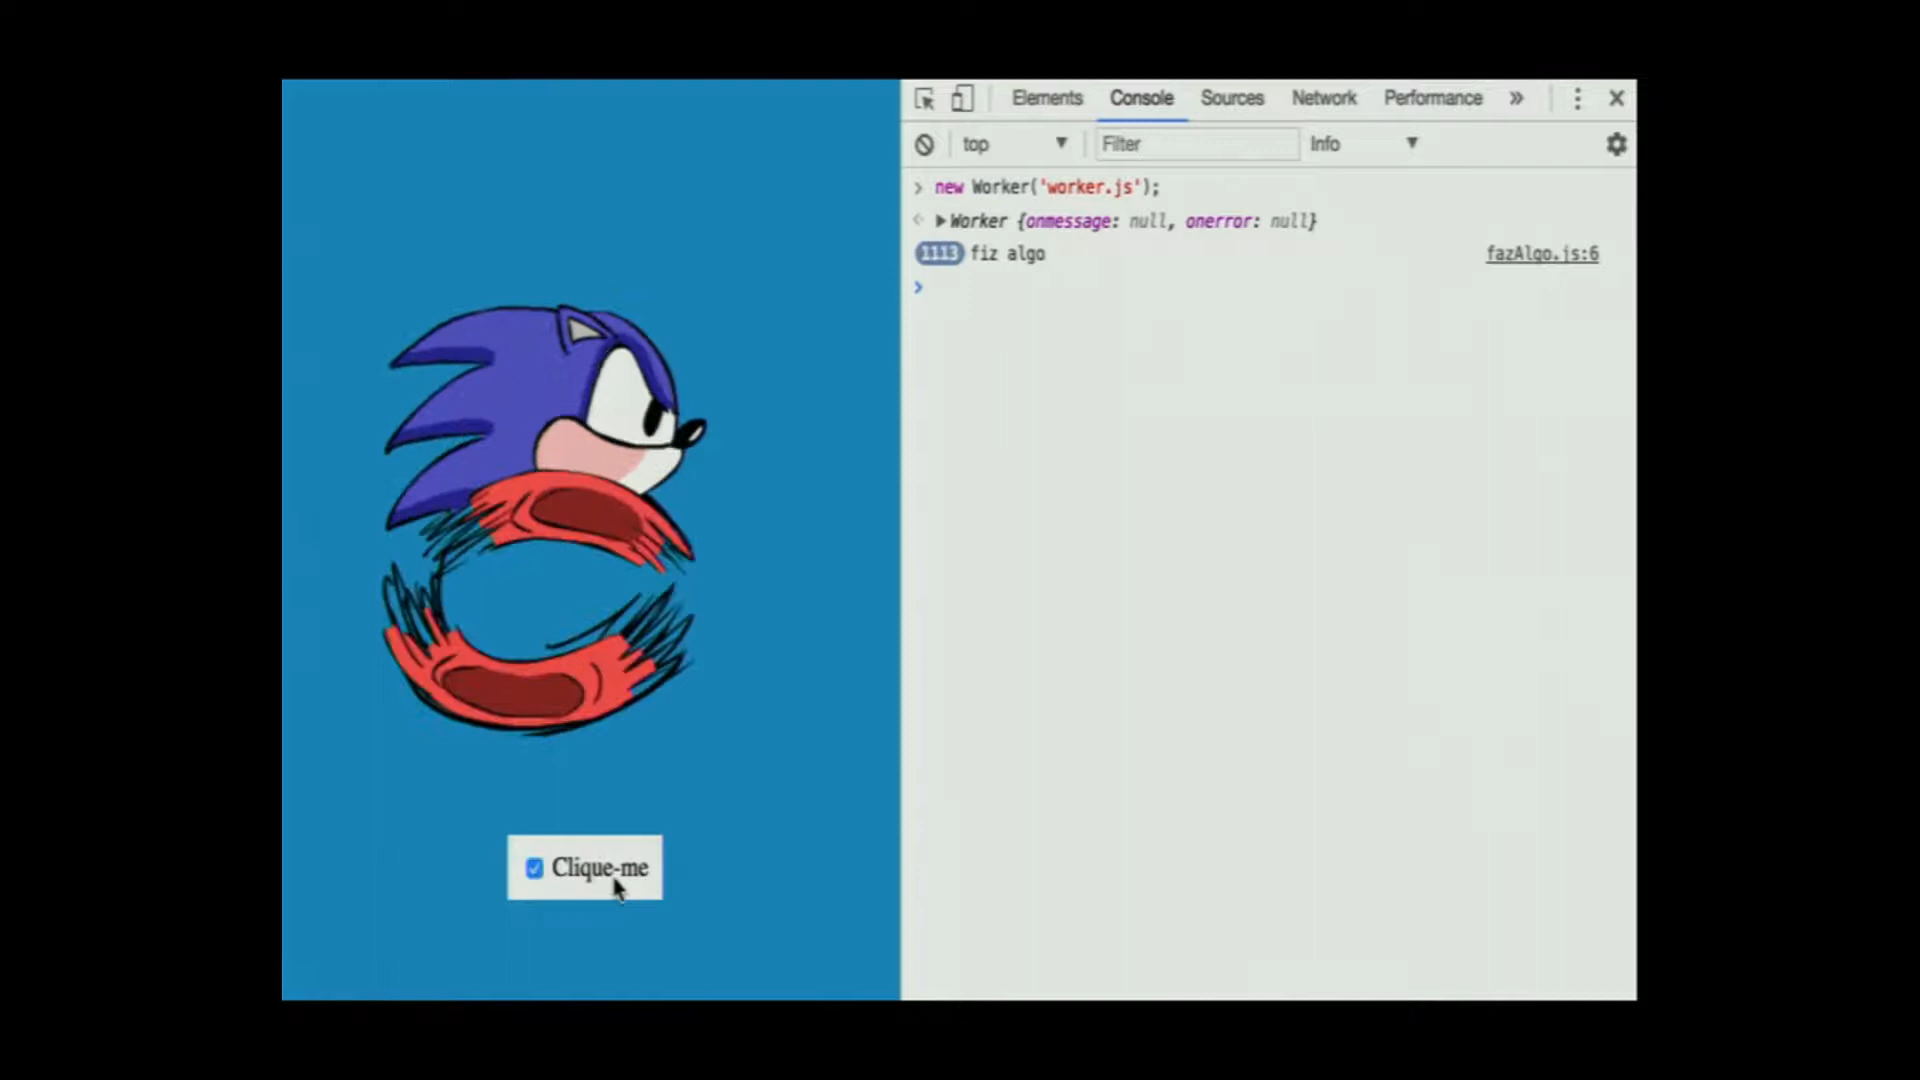 Elements Console Sources Network Performance »
top Filter Info
new Worker('worker.js');
Worker {onmessage: null, onerror: null}
1113 fiz algo fazAlgo.js:6
Clique-me